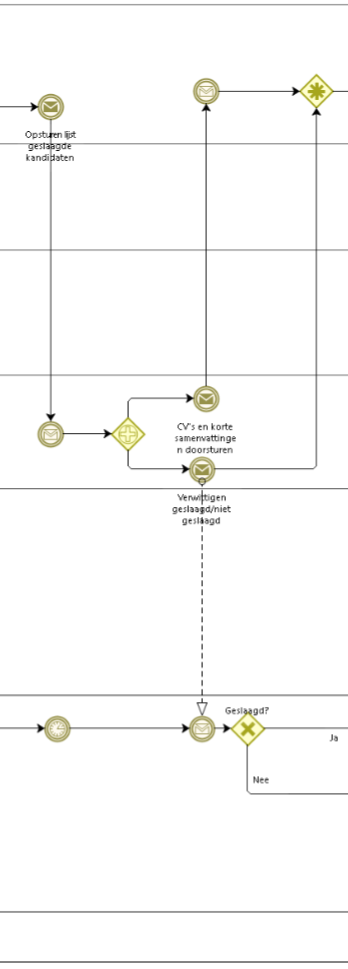 Opsturen lijst
geslaagde
kandidaten
CV's en korte
samenvattinge
n doorsturen
Verwittigen
geslaagd/niet
geslaagd
Geslaagd?
Ja
Nee